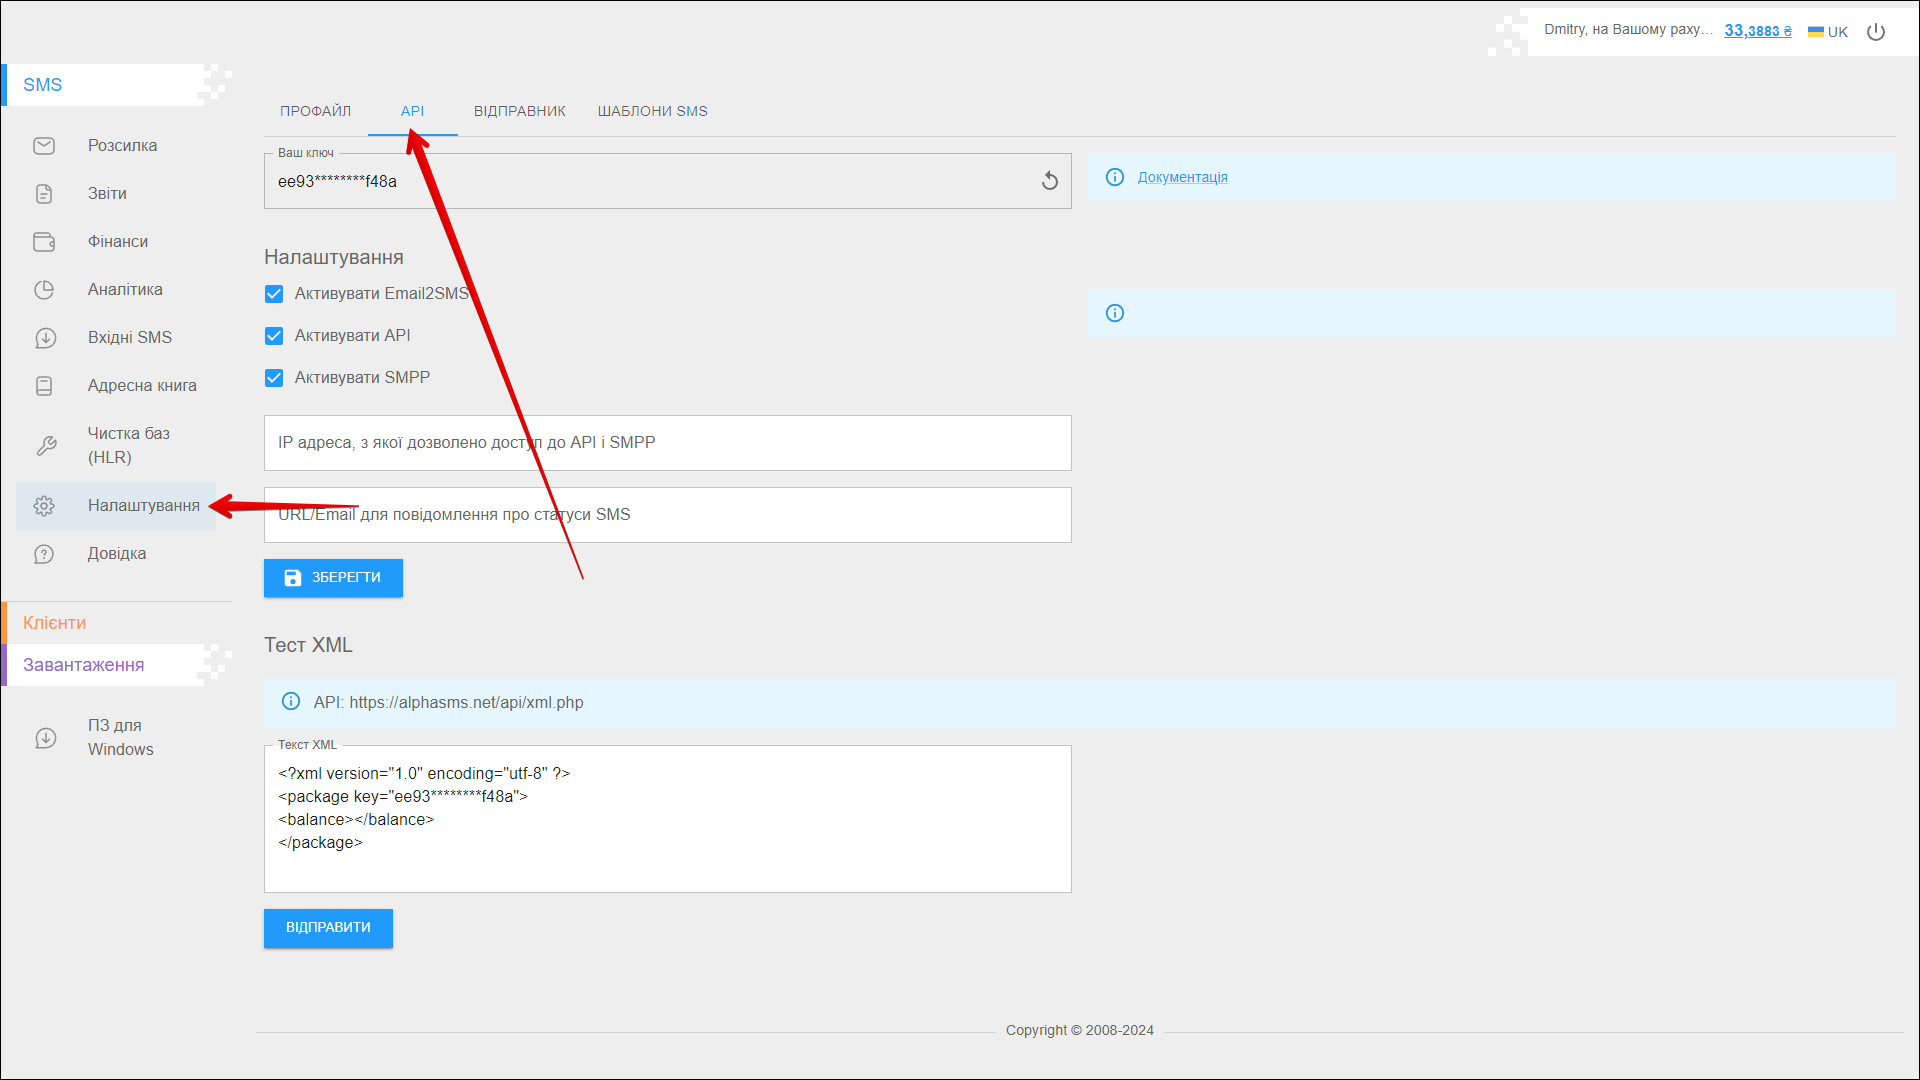 Dmitry, на Вашому раху...
33,3883 ₴
UK
SMS
Розсилка
Звіти
Фінанси
Аналітика
Вхідні SMS
Адресна книга
Чистка баз
(HLR)
Налаштування
Довідка
Клієнти
Завантаження
ПЗ для
Windows
ПРОФАЙЛ
API
ВІДПРАВНИК
ШАБЛОНИ SMS
Ваш ключ
ee93********f48a
Документація
Налаштування
Активувати Email2SMS
Активувати API
Активувати SMPP
IP адреса, з якої дозволено доступ до API і SMPP
URL/Email для повідомлення про статуси SMS
ЗБЕРЕГТИ
Тест XML
API: https://alphasms.net/api/xml.php
Текст XML
<?xml version="1.0" encoding="utf-8" ?>
<package key="ee93********f48a">
<balance></balance>
</package>
ВІДПРАВИТИ
Copyright © 2008-2024